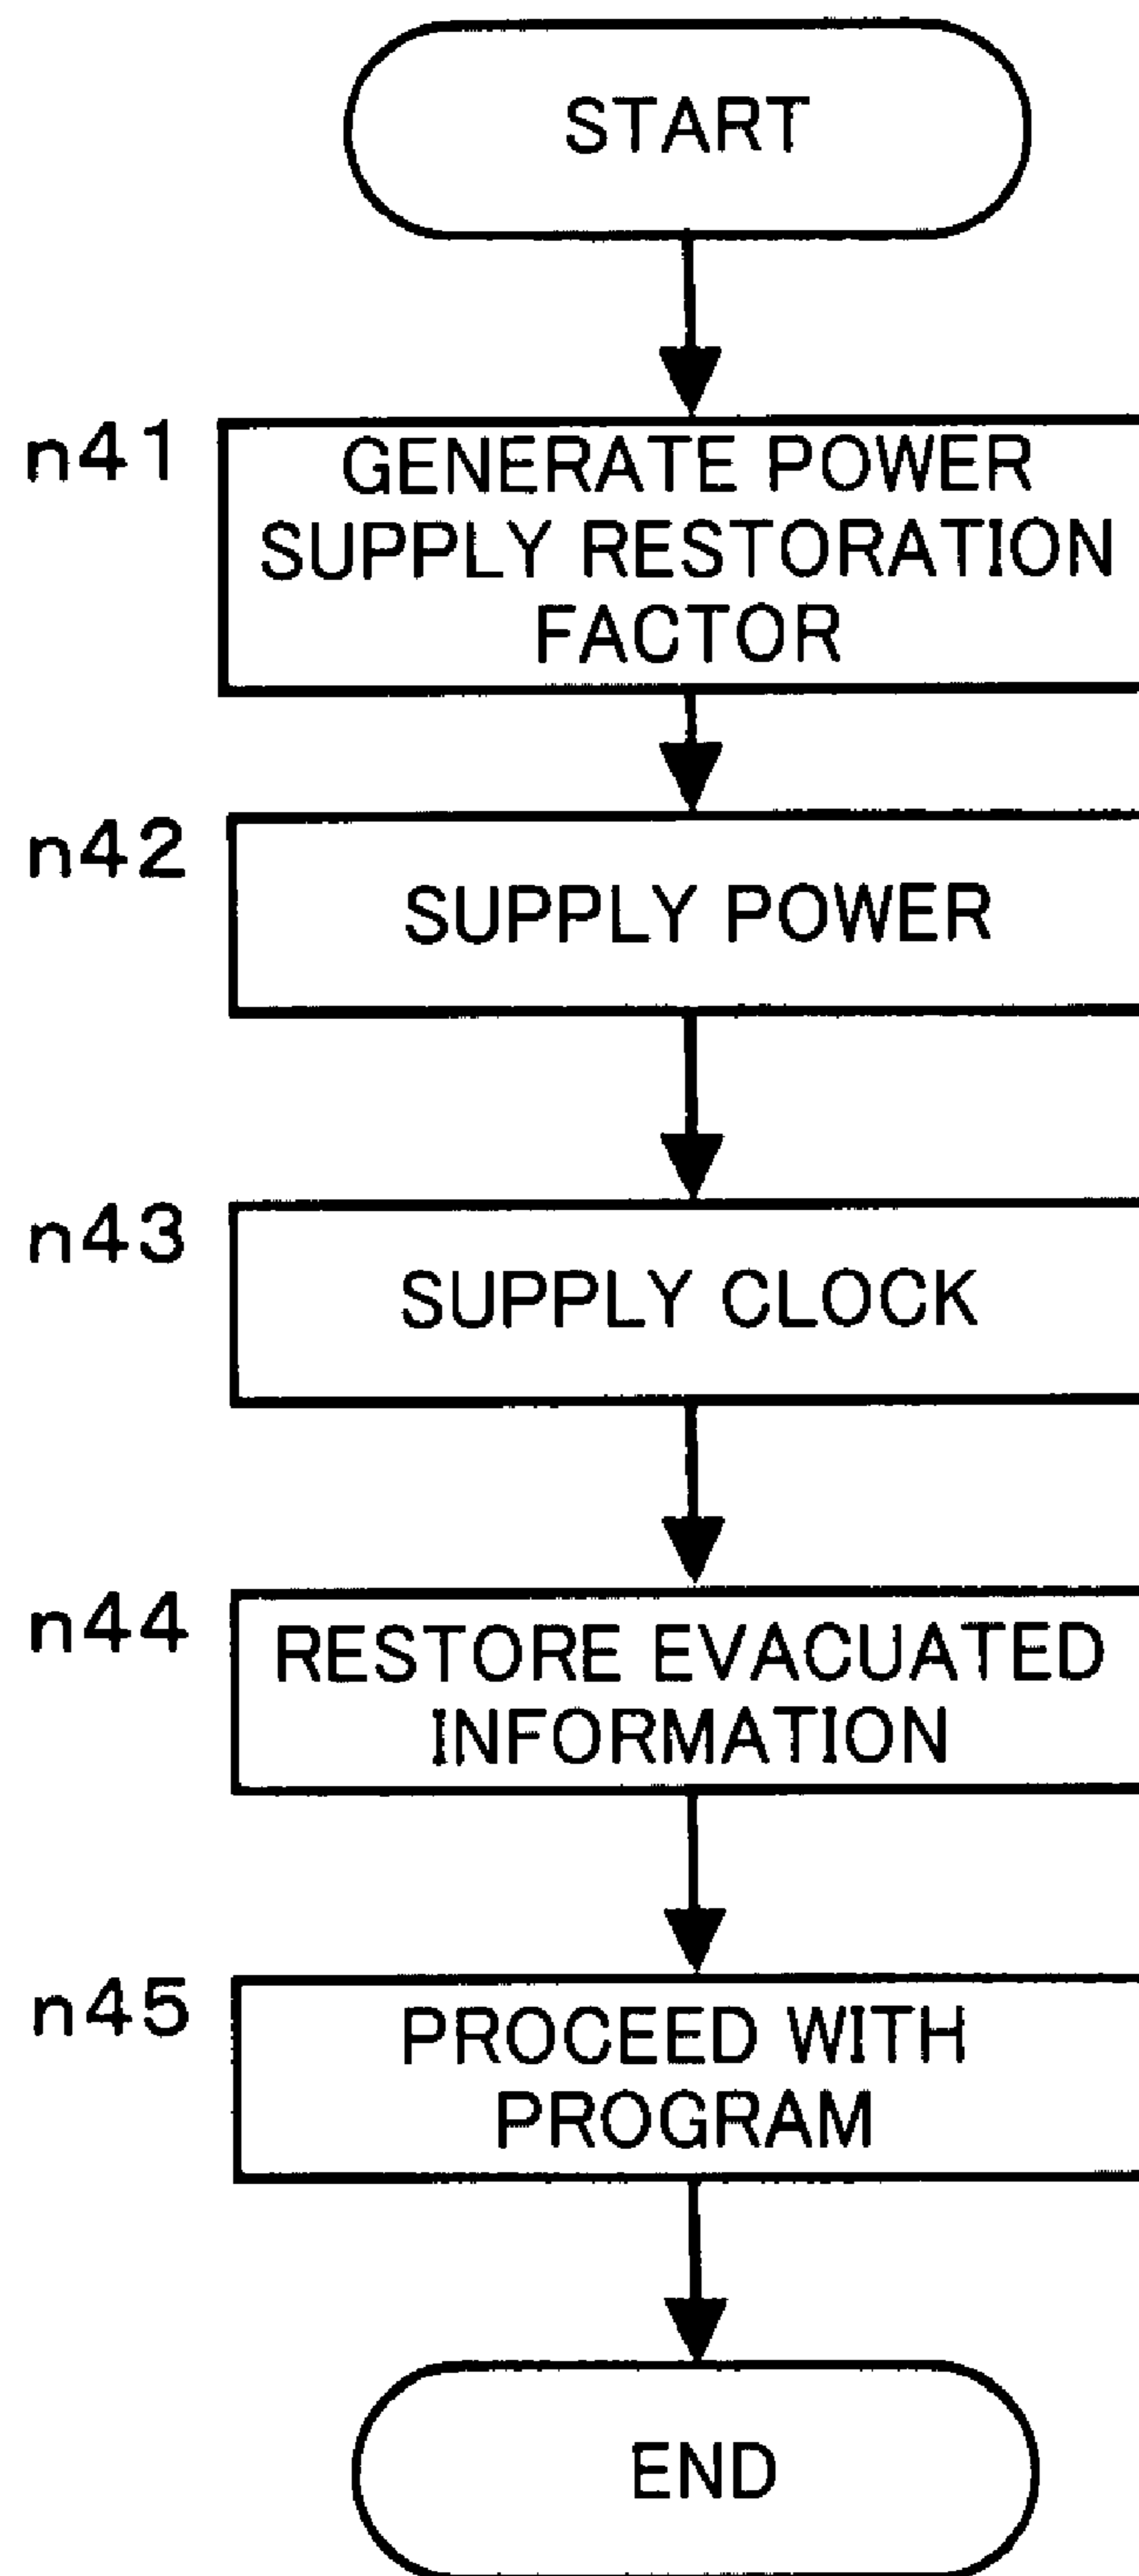 START
n41
GENERATE POWER
SUPPLY RESTORATION
FACTOR
n42
SUPPLY POWER
n43
SUPPLY CLOCK
n44
RESTORE EVACUATED
INFORMATION
n45
PROCEED WITH
PROGRAM
END